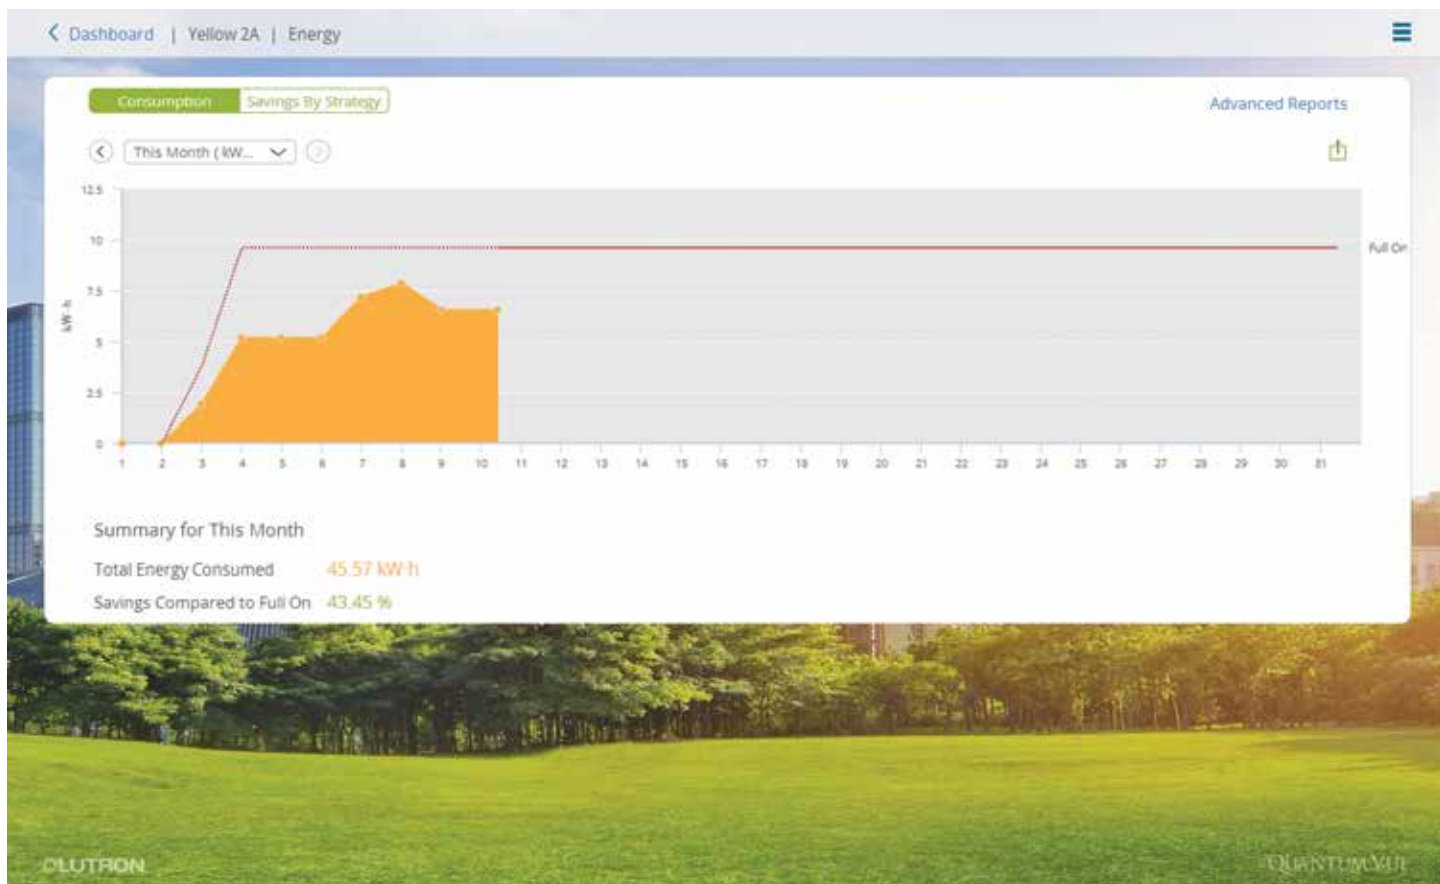 Dashboard | Yellow 2A | Energy
Consumption Savings By Strategy
Advanced Reports
This Month ( kW...
12.5
10
7.5
5
2.5
0
kW·h
Full On
1 2 3 4 5 6 7 8 9 10 11 12 13 14 15 16 17 18 19 20 21 22 23 24 25 26 27 28 29 30 31
Summary for This Month
Total Energy Consumed 45.57 kW·h
Savings Compared to Full On 43.45 %
LUTRON
QUANTUM VUE